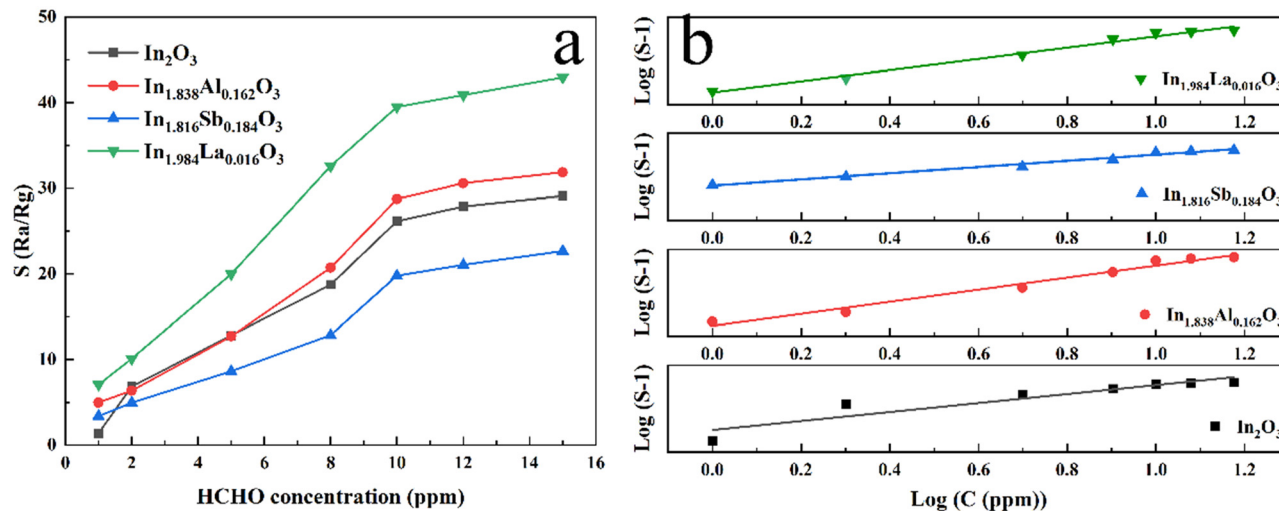 a
S (Ra/Rg)
50
40
30
20
10
0
In₂O₃
In₁.₈₃₈Al₀.₁₆₂O₃
In₁.₈₁₆Sb₀.₁₈₄O₃
In₁.₉₈₄La₀.₀₁₆O₃
0 2 4 6 8 10 12 14 16
HCHO concentration (ppm)
b
Log (S-1)
In₁.₉₈₄La₀.₀₁₆O₃
0.0 0.2 0.4 0.6 0.8 1.0 1.2
Log (S-1)
In₁.₈₁₆Sb₀.₁₈₄O₃
0.0 0.2 0.4 0.6 0.8 1.0 1.2
Log (S-1)
In₁.₈₃₈Al₀.₁₆₂O₃
0.0 0.2 0.4 0.6 0.8 1.0 1.2
Log (S-1)
In₂O₃
0.0 0.2 0.4 0.6 0.8 1.0 1.2
Log (C (ppm))